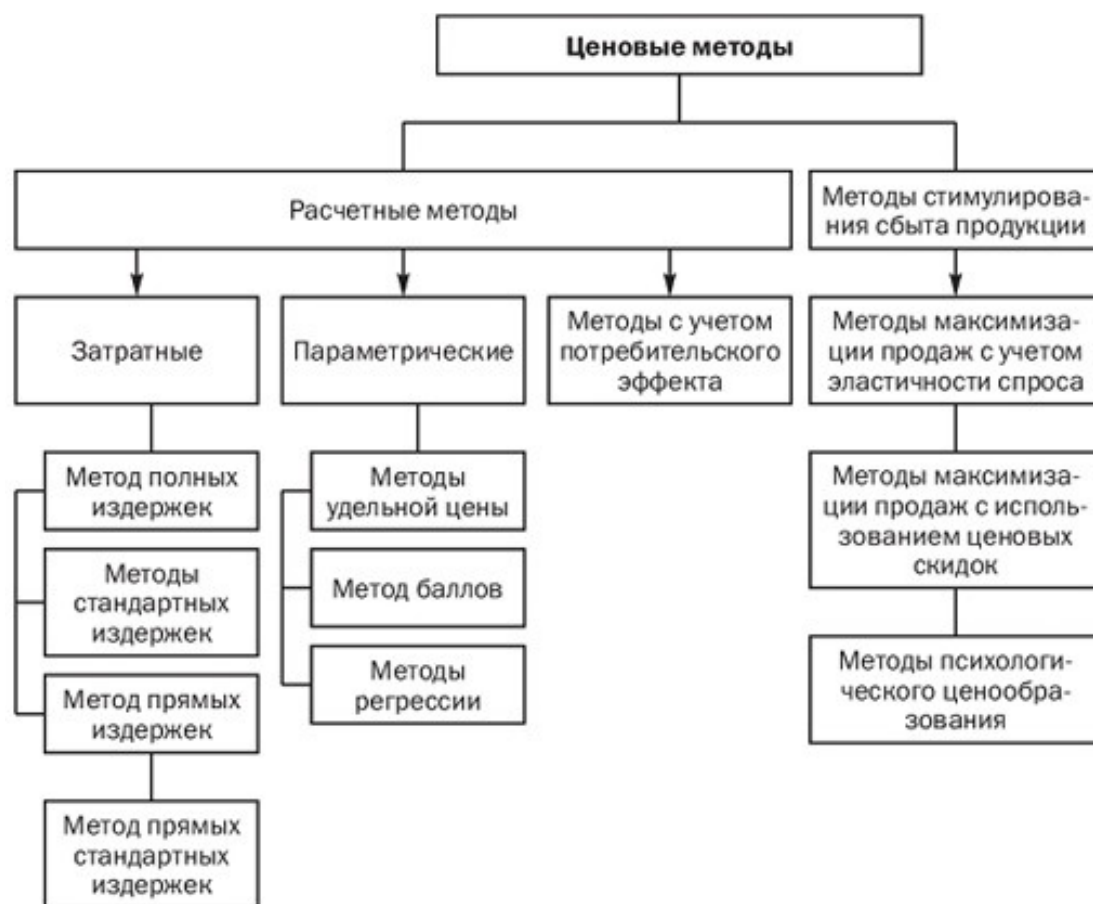 Ценовые методы
Расчетные методы
Методы стимулирова-
ния сбыта продукции
Затратные
Параметрические
Методы с учетом
потребительского
эффекта
Методы максимиза-
ции продаж с учетом
эластичности спроса
Метод полных
издержек
Методы
удельной цены
Методы максимиза-
ции продаж с исполь-
зованием ценовых
скидок
Методы
стандартных
издержек
Метод баллов
Метод прямых
издержек
Методы
регрессии
Методы психологи-
ческого ценообра-
зования
Метод прямых
стандартных
издержек